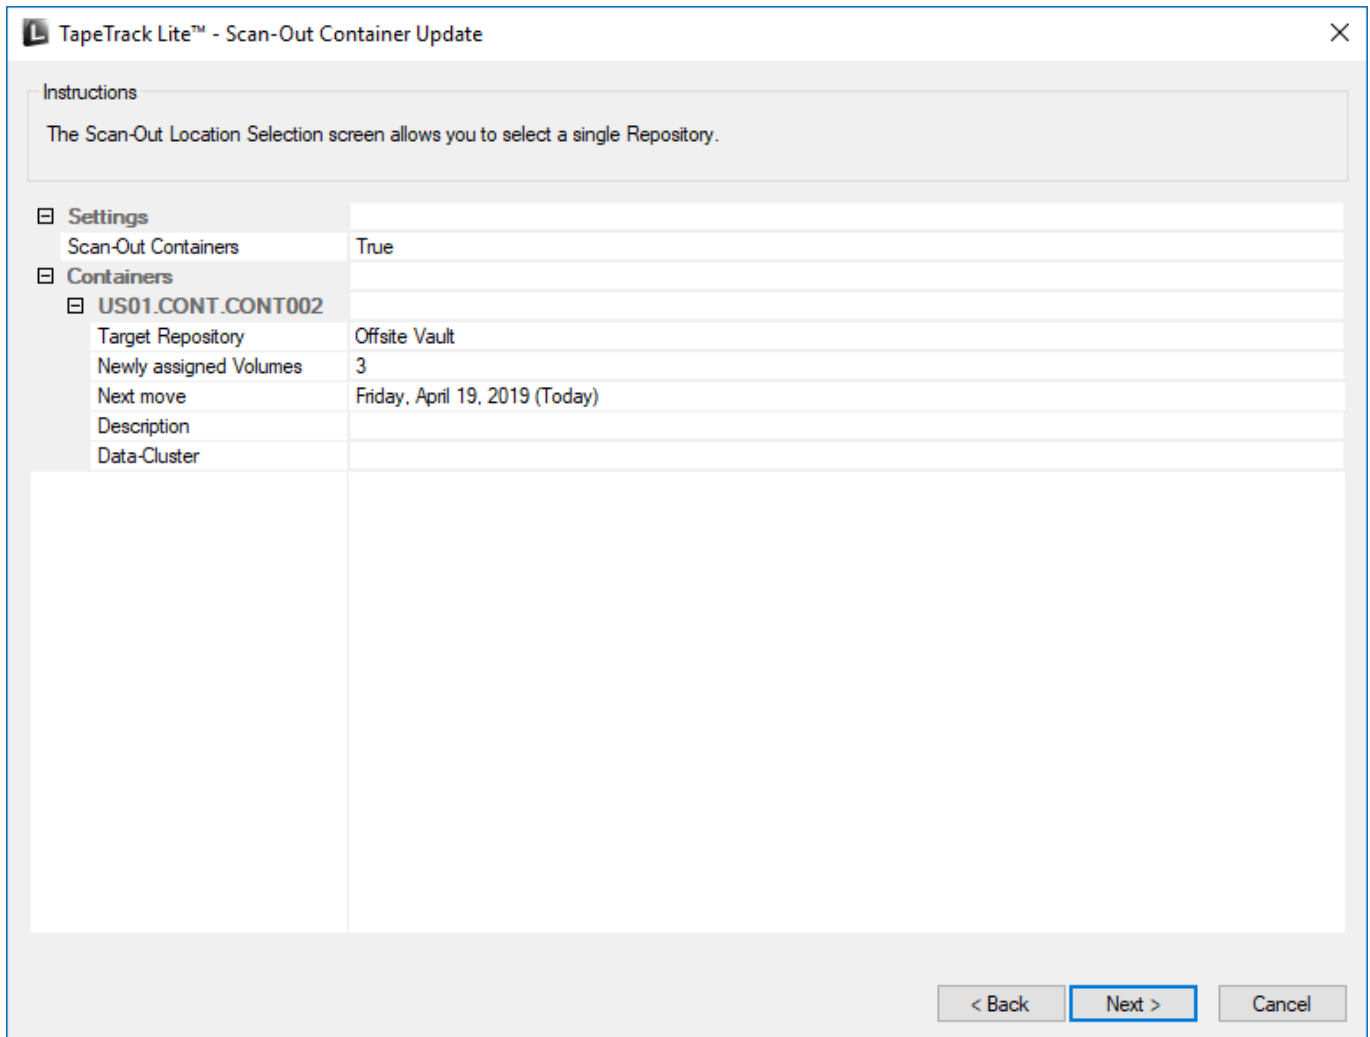 TapeTrack Lite™ - Scan-Out Container Update
Instructions
The Scan-Out Location Selection screen allows you to select a single Repository.
Settings
Scan-Out Containers True
Containers
US01.CONT.CONT002
Target Repository Offsite Vault
Newly assigned Volumes 3
Next move Friday, April 19, 2019 (Today)
Description
Data-Cluster
< Back Next > Cancel